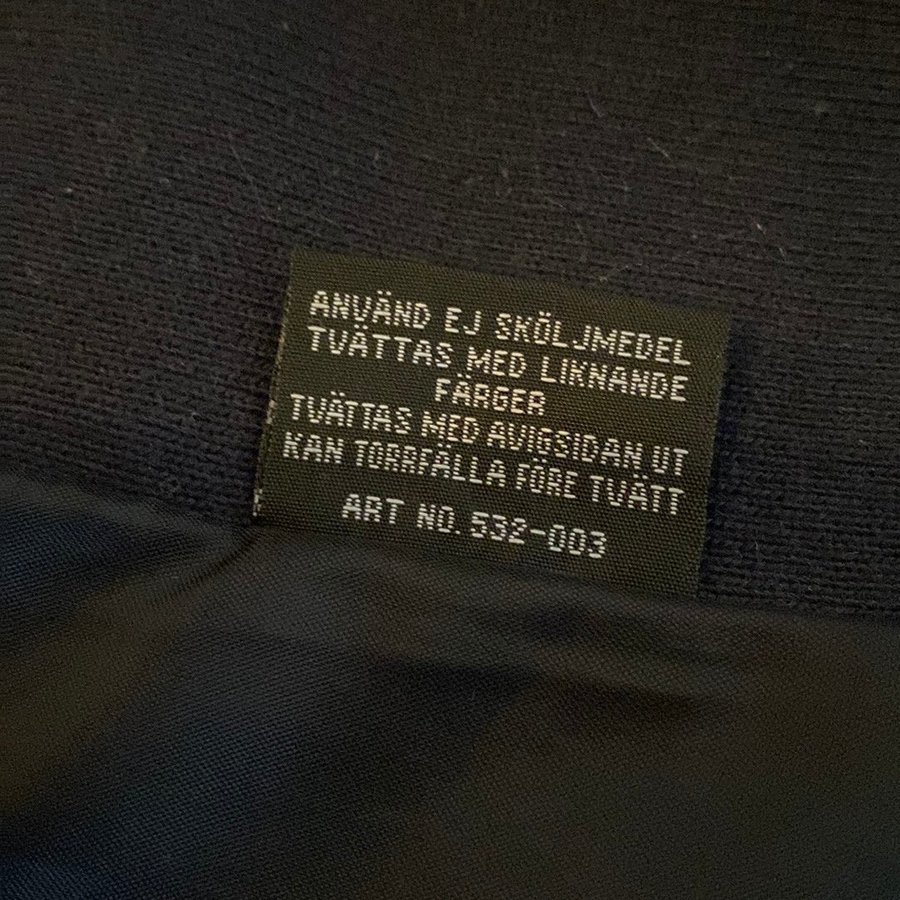 ANVÄND EJ SKÖLJMEDEL
TVÄTTAS MED LIKNANDE
FÄRGER
TVÄTTAS MED AVIGSIDAN UT
KAN TORRFÄLLA FÖRE TVÄTT
ART NO. 532-003